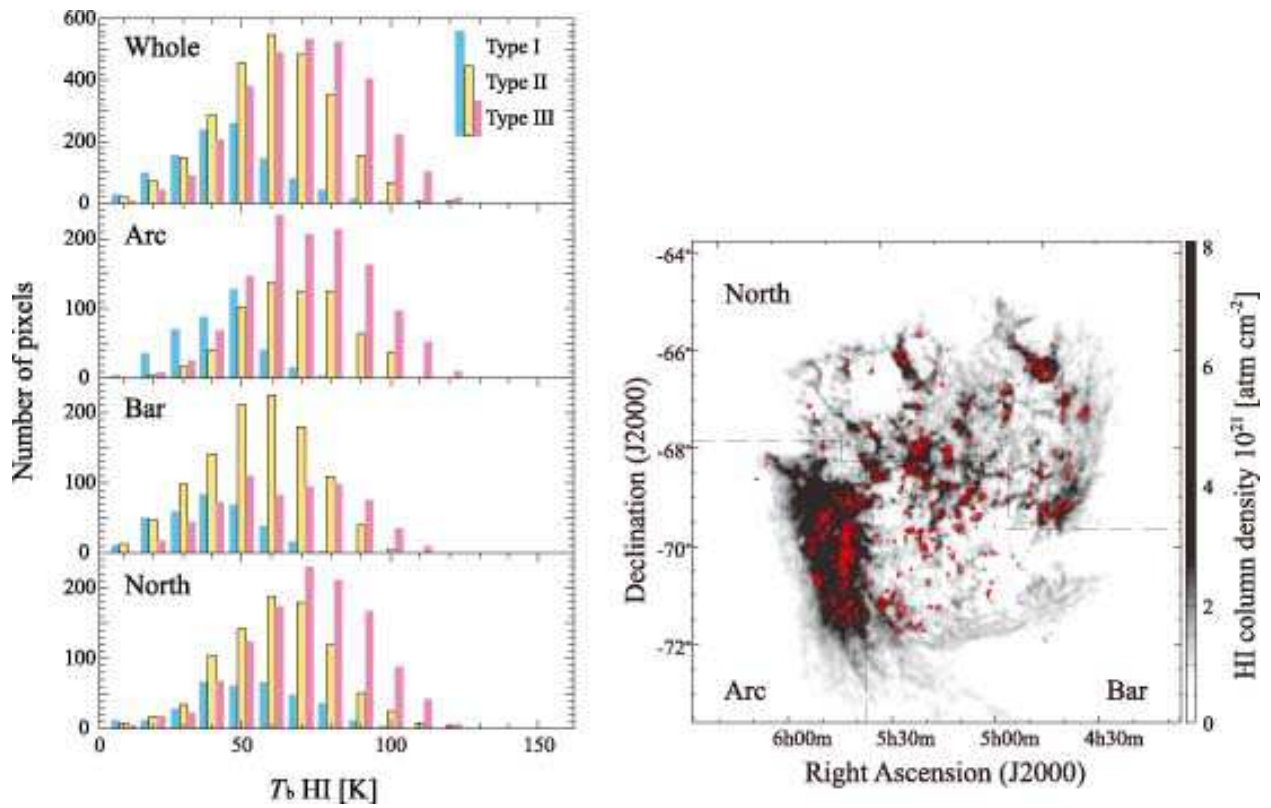 Whole
Type I
Type II
Type III
600
400
200
0
Arc
200
100
0
Bar
200
100
0
North
200
100
0
0 50 100 150
Number of pixels
Tb HI [K]
North
Arc
Bar
-64°
-66°
-68°
-70°
-72°
Declination (J2000)
6h00m 5h30m 5h00m 4h30m
Right Ascension (J2000)
8
6
4
2
0
HI column density 10²¹ [atm cm⁻²]